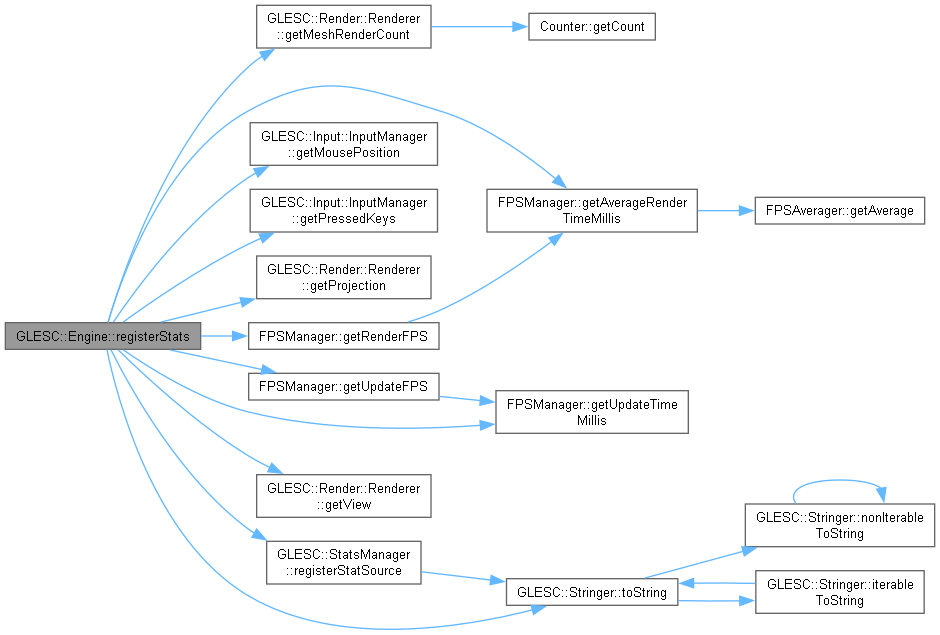 GLESC::Render::Renderer
::getMeshRenderCount
Counter::getCount
GLESC::Input::InputManager
::getMousePosition
GLESC::Input::InputManager
::getPressedKeys
FPSManager::getAverageRender
TimeMillis
FPSAverager::getAverage
GLESC::Render::Renderer
::getProjection
GLESC::Engine::registerStats
FPSManager::getRenderFPS
FPSManager::getUpdateFPS
FPSManager::getUpdateTime
Millis
GLESC::Render::Renderer
::getView
GLESC::Stringer::nonIterable
ToString
GLESC::StatsManager
::registerStatSource
GLESC::Stringer::toString
GLESC::Stringer::iterable
ToString